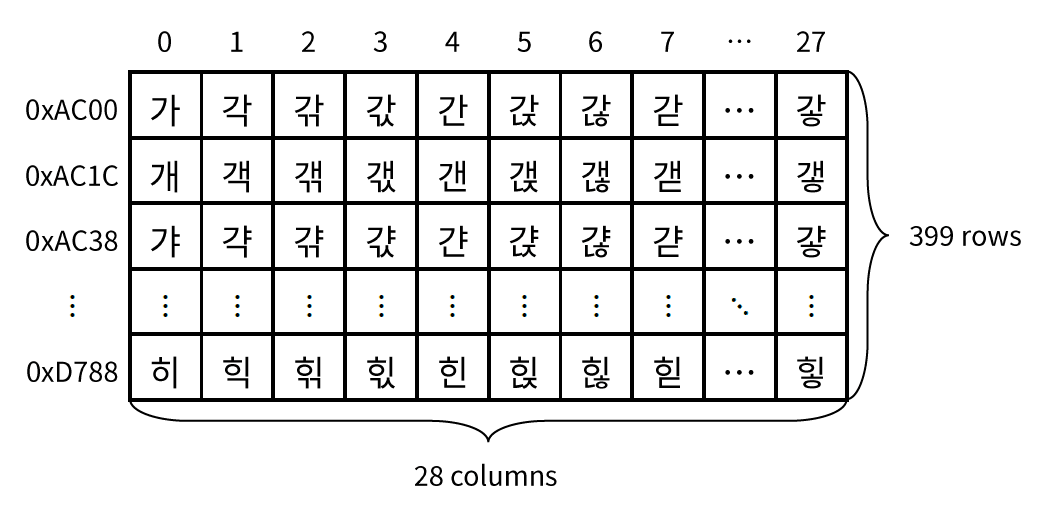 0 1 2 3 4 5 6 7 … 27
0xAC00 가 각 갂 갃 간 갅 갆 갇 … 갛
0xAC1C 개 객 갞 갟 갠 갡 갢 갣 … 갷
0xAC38 갸 갹 갺 갻 갼 갽 갾 갿 … 걓
⋮ ⋮ ⋮ ⋮ ⋮ ⋮ ⋮ ⋮ ⋮ ⋱ ⋮
0xD788 히 힉 힊 힋 힌 힍 힎 힏 … 힣
399 rows
28 columns